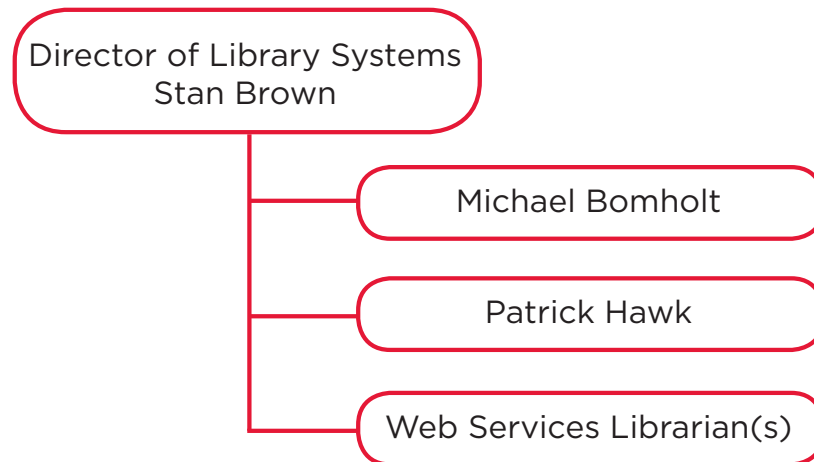 Director of Library Systems
Stan Brown
Michael Bomholt
Patrick Hawk
Web Services Librarian(s)